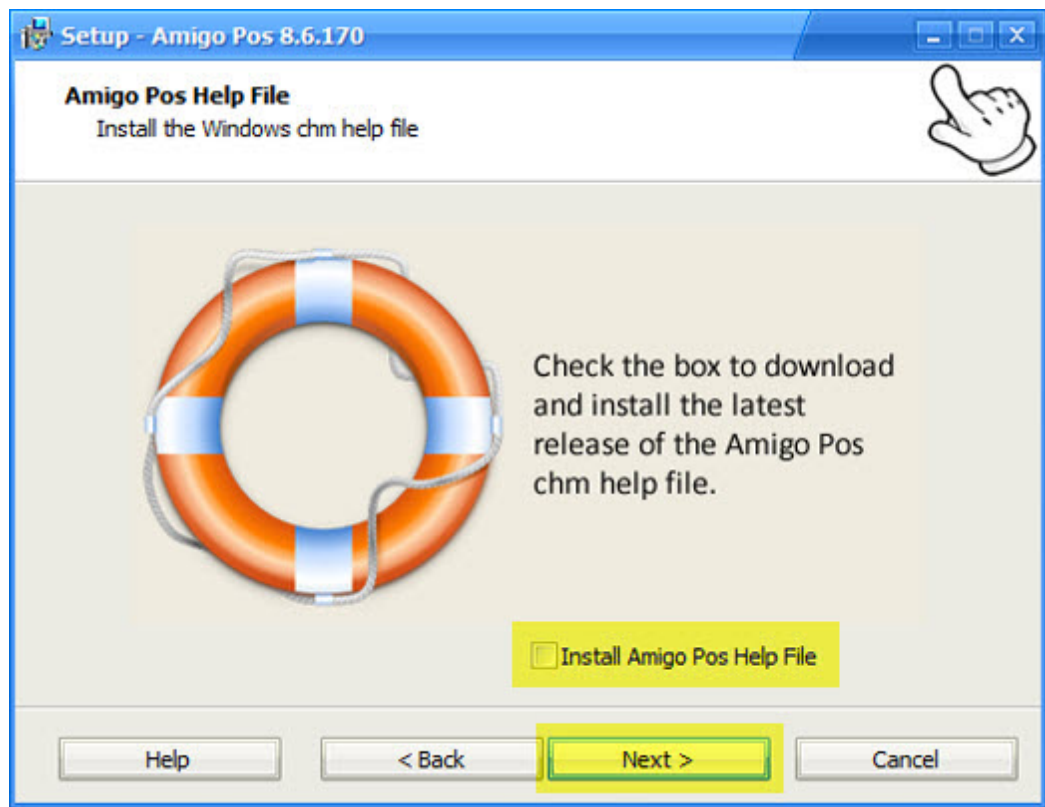 Setup - Amigo Pos 8.6.170
Amigo Pos Help File
Install the Windows chm help file
Check the box to download
and install the latest
release of the Amigo Pos
chm help file.
Install Amigo Pos Help File
Help < Back Next > Cancel